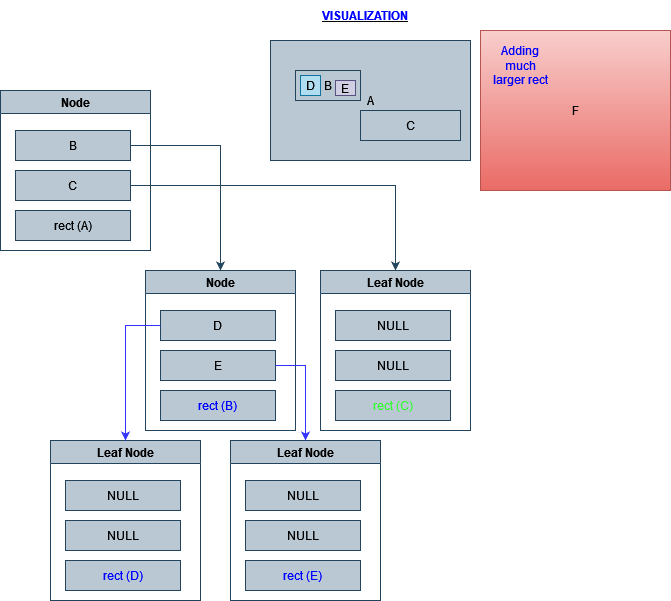 VISUALIZATION
Adding
much
larger rect
D
B
E
A
C
F
Node
B
C
rect (A)
Node
D
E
rect (B)
Leaf Node
NULL
NULL
rect (C)
Leaf Node
NULL
NULL
rect (D)
Leaf Node
NULL
NULL
rect (E)